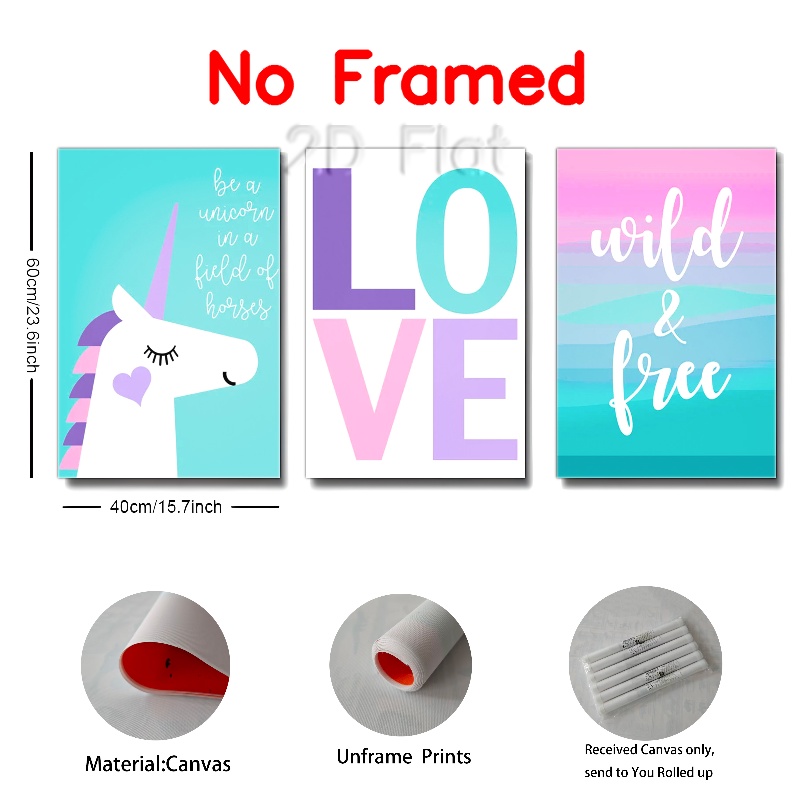 No Framed
2D Flat
be a
unicorn
in a
field of
horses
LO
VE
wild
&
free
60cm/23.6inch
40cm/15.7inch
Material:Canvas
Unframe Prints
Received Canvas only,
send to You Rolled up